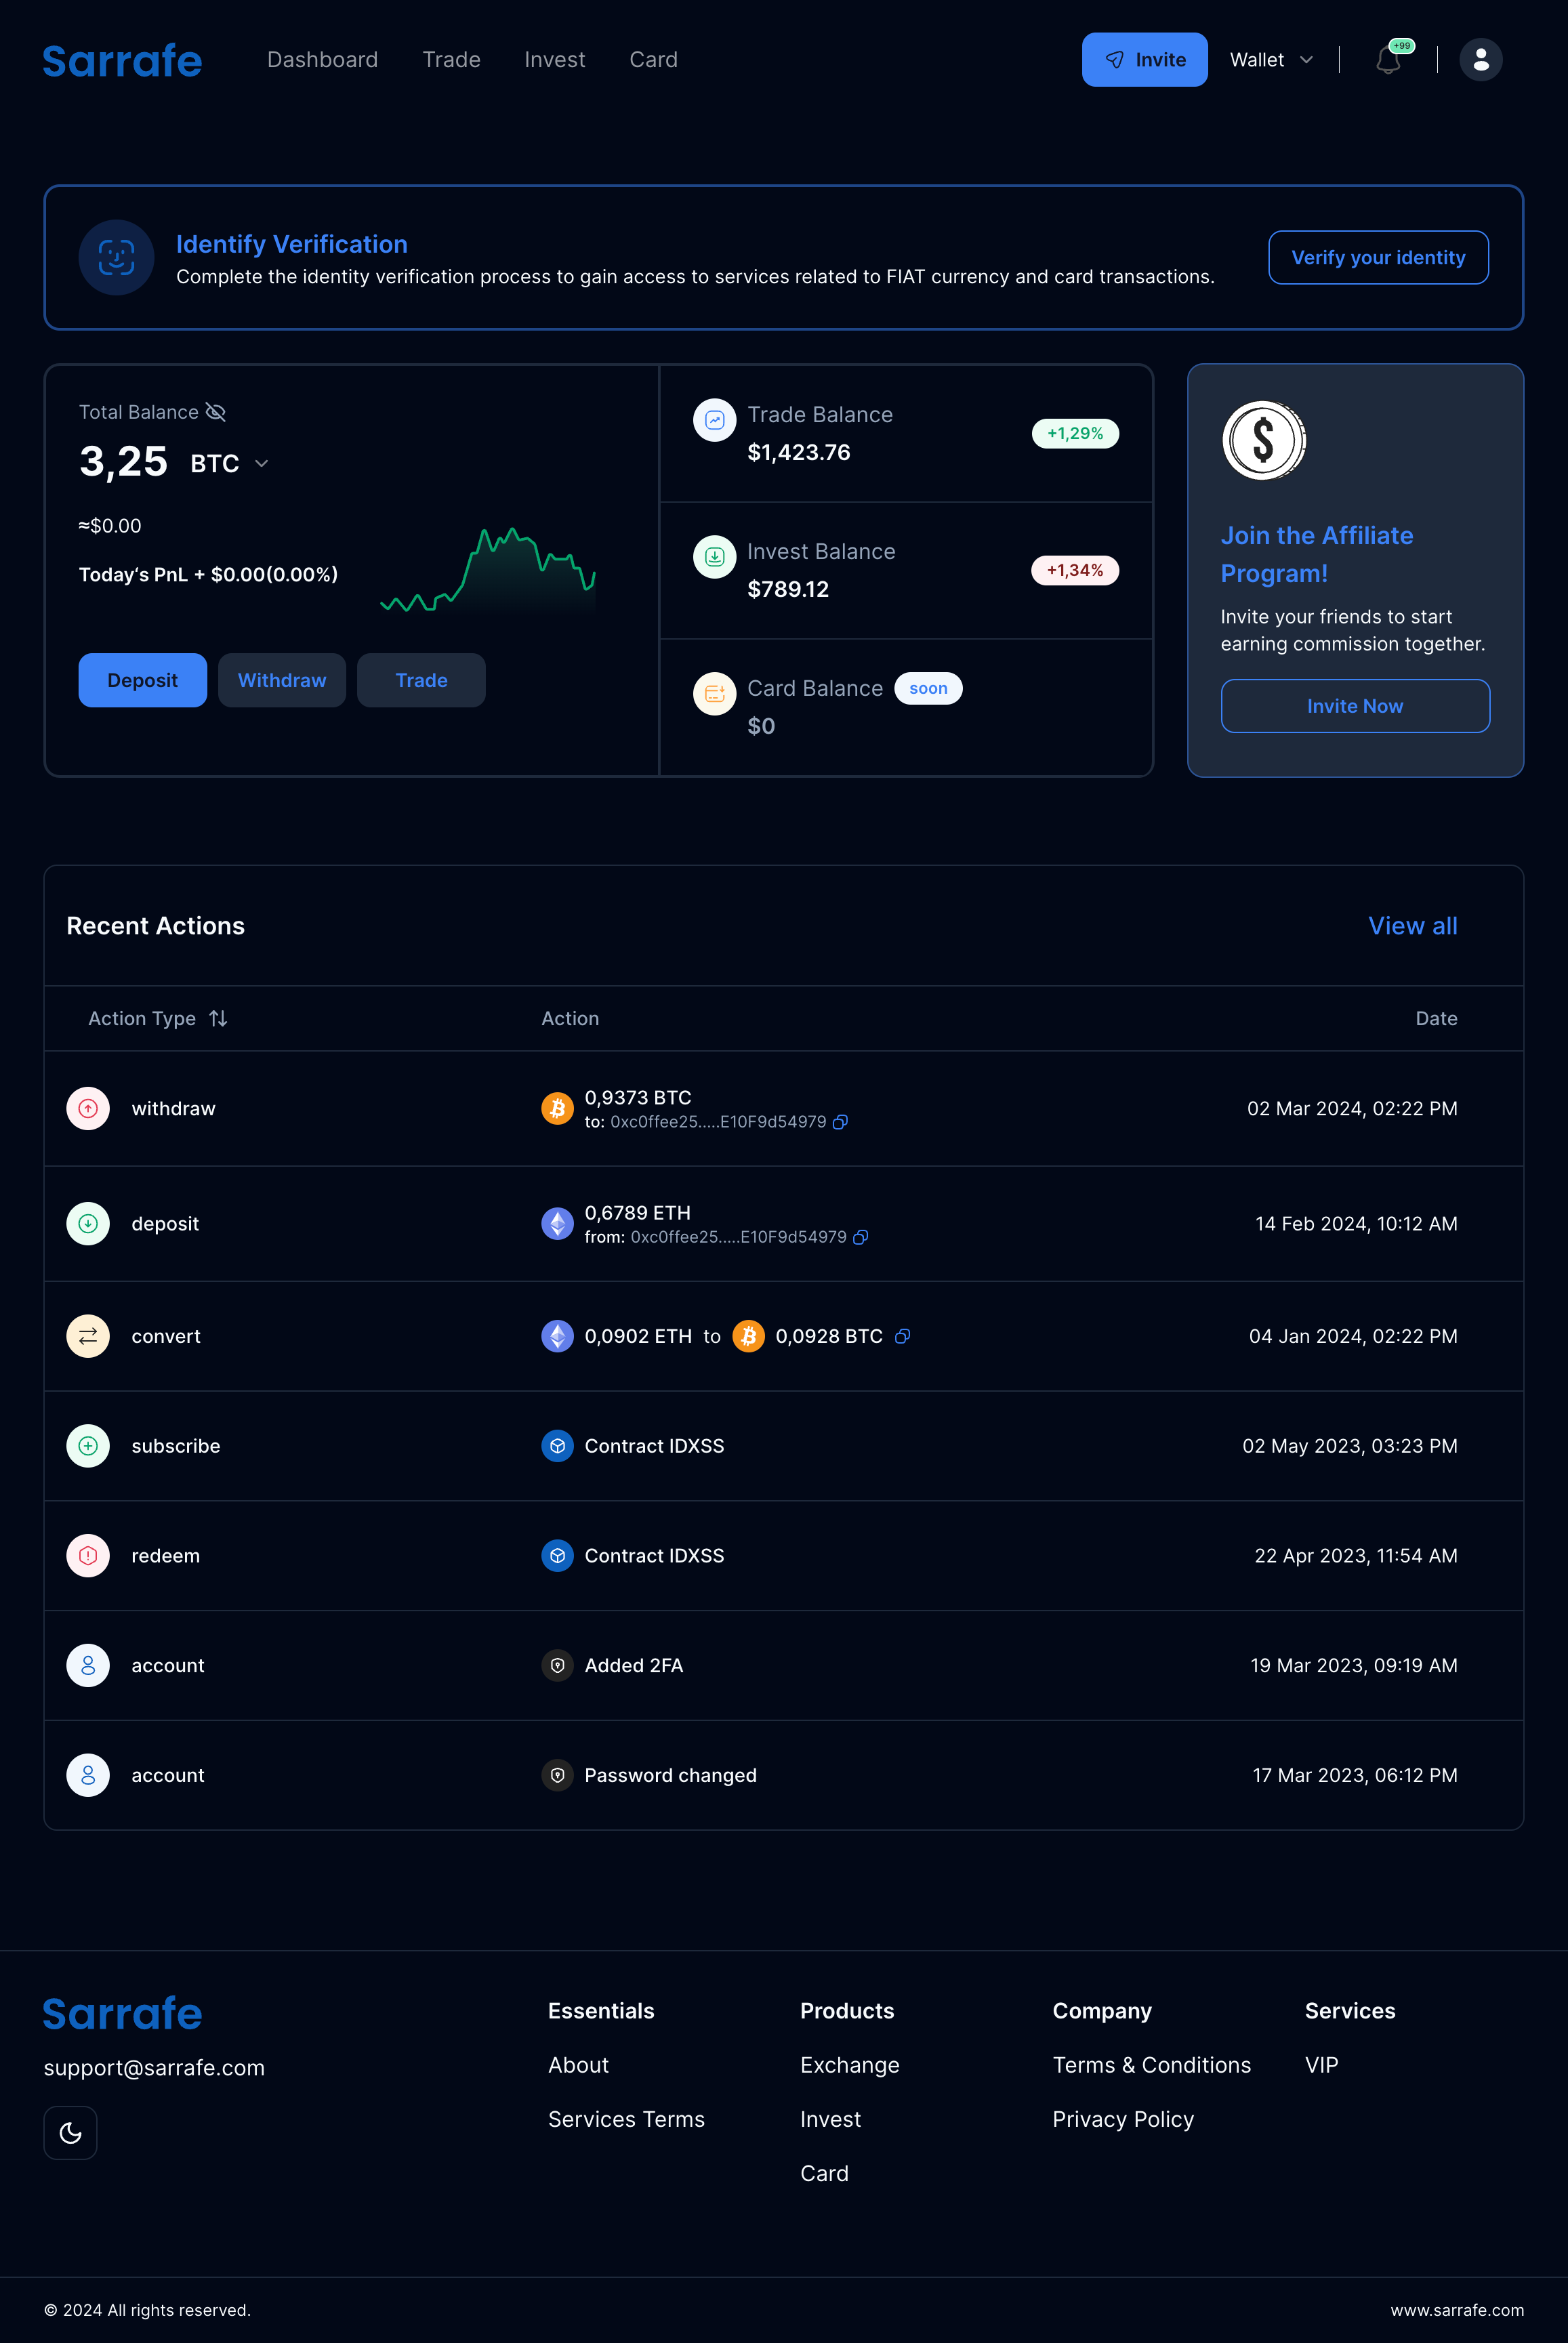 Sarrafe
Dashboard Trade Invest Card
Invite
Wallet
+99
Identify Verification
Complete the identity verification process to gain access to services related to FIAT currency and card transactions.
Verify your identity
Total Balance
3,25 BTC
≈$0.00
Today‘s PnL + $0.00(0.00%)
Deposit Withdraw Trade
Trade Balance
$1,423.76
+1,29%
Invest Balance
$789.12
+1,34%
Card Balance soon
$0
Join the Affiliate
Program!
Invite your friends to start
earning commission together.
Invite Now
Recent Actions View all
Action Type Action Date
withdraw
0,9373 BTC
to: 0xc0ffee25.....E10F9d54979
02 Mar 2024, 02:22 PM
deposit
0,6789 ETH
from: 0xc0ffee25.....E10F9d54979
14 Feb 2024, 10:12 AM
convert 0,0902 ETH to 0,0928 BTC 04 Jan 2024, 02:22 PM
subscribe Contract IDXSS 02 May 2023, 03:23 PM
redeem Contract IDXSS 22 Apr 2023, 11:54 AM
account Added 2FA 19 Mar 2023, 09:19 AM
account Password changed 17 Mar 2023, 06:12 PM
Sarrafe
support@sarrafe.com
Essentials
About
Services Terms
Products
Exchange
Invest
Card
Company
Terms & Conditions
Privacy Policy
Services
VIP
© 2024 All rights reserved. www.sarrafe.com